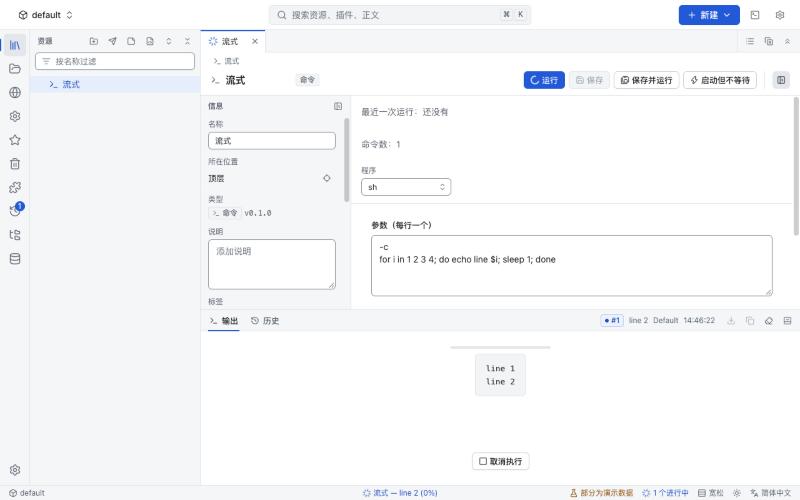 default
搜索资源、插件、正文
⌘ K
新建
资源
按名称过滤
流式
流式
流式
流式
命令
运行
保存
保存并运行
启动但不等待
信息
名称
流式
所在位置
顶层
类型
命令 v0.1.0
说明
添加说明
标签
最近一次运行：还没有
命令数：1
程序
sh
参数（每行一个）
-c
for i in 1 2 3 4; do echo line $i; sleep 1; done
输出
历史
#1 line 2 Default 14:46:22
line 1
line 2
取消执行
1
default
流式 — line 2 (0%)
部分为演示数据
1 个进行中
宽松
简体中文